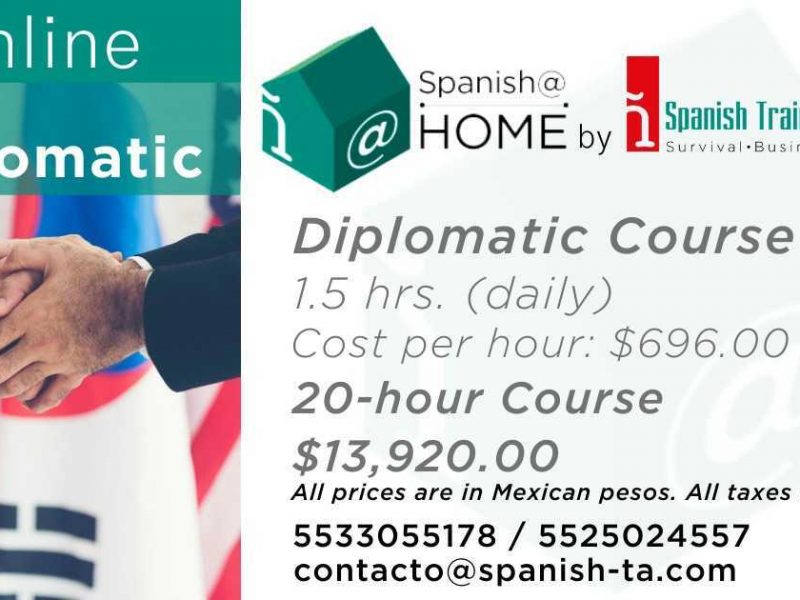 nline
omatic
ñ @
Spanish@
HOME by
ñ Spanish Trai
Survival•Busin
Diplomatic Course
1.5 hrs. (daily)
Cost per hour: $696.00
20-hour Course
$13,920.00
All prices are in Mexican pesos. All taxes
5533055178 / 5525024557
contacto@spanish-ta.com